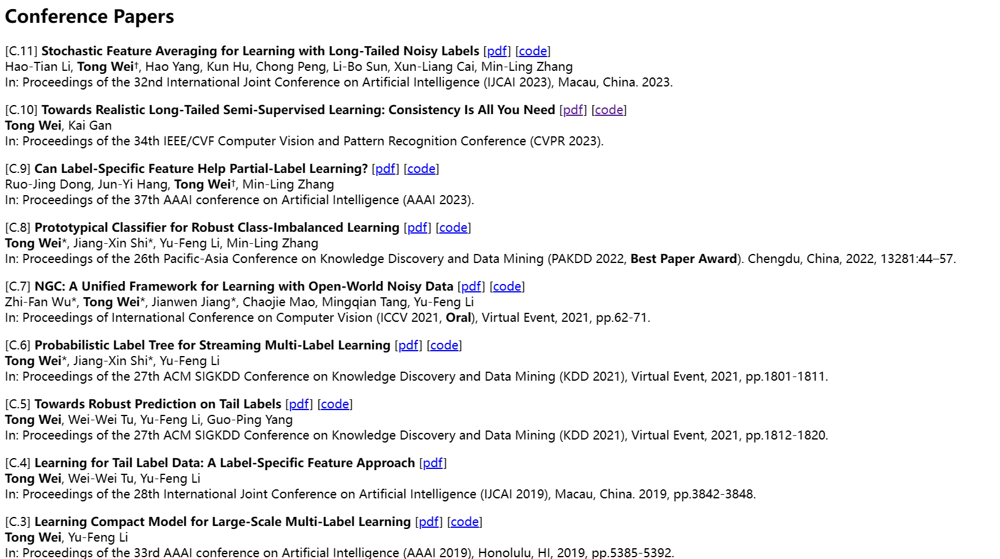 Conference Papers
[C.11] Stochastic Feature Averaging for Learning with Long-Tailed Noisy Labels [pdf] [code]
Hao-Tian Li, Tong Wei†, Hao Yang, Kun Hu, Chong Peng, Li-Bo Sun, Xun-Liang Cai, Min-Ling Zhang
In: Proceedings of the 32nd International Joint Conference on Artificial Intelligence (IJCAI 2023), Macau, China. 2023.
[C.10] Towards Realistic Long-Tailed Semi-Supervised Learning: Consistency Is All You Need [pdf] [code]
Tong Wei, Kai Gan
In: Proceedings of the 34th IEEE/CVF Computer Vision and Pattern Recognition Conference (CVPR 2023).
[C.9] Can Label-Specific Feature Help Partial-Label Learning? [pdf] [code]
Ruo-Jing Dong, Jun-Yi Hang, Tong Wei†, Min-Ling Zhang
In: Proceedings of the 37th AAAI conference on Artificial Intelligence (AAAI 2023).
[C.8] Prototypical Classifier for Robust Class-Imbalanced Learning [pdf] [code]
Tong Wei*, Jiang-Xin Shi*, Yu-Feng Li, Min-Ling Zhang
In: Proceedings of the 26th Pacific-Asia Conference on Knowledge Discovery and Data Mining (PAKDD 2022, Best Paper Award). Chengdu, China, 2022, 13281:44–57.
[C.7] NGC: A Unified Framework for Learning with Open-World Noisy Data [pdf] [code]
Zhi-Fan Wu*, Tong Wei*, Jianwen Jiang*, Chaojie Mao, Mingqian Tang, Yu-Feng Li
In: Proceedings of International Conference on Computer Vision (ICCV 2021, Oral), Virtual Event, 2021, pp.62-71.
[C.6] Probabilistic Label Tree for Streaming Multi-Label Learning [pdf] [code]
Tong Wei*, Jiang-Xin Shi*, Yu-Feng Li
In: Proceedings of the 27th ACM SIGKDD Conference on Knowledge Discovery and Data Mining (KDD 2021), Virtual Event, 2021, pp.1801-1811.
[C.5] Towards Robust Prediction on Tail Labels [pdf] [code]
Tong Wei, Wei-Wei Tu, Yu-Feng Li, Guo-Ping Yang
In: Proceedings of the 27th ACM SIGKDD Conference on Knowledge Discovery and Data Mining (KDD 2021), Virtual Event, 2021, pp.1812-1820.
[C.4] Learning for Tail Label Data: A Label-Specific Feature Approach [pdf]
Tong Wei, Wei-Wei Tu, Yu-Feng Li
In: Proceedings of the 28th International Joint Conference on Artificial Intelligence (IJCAI 2019), Macau, China. 2019, pp.3842-3848.
[C.3] Learning Compact Model for Large-Scale Multi-Label Learning [pdf] [code]
Tong Wei, Yu-Feng Li
In: Proceedings of the 33rd AAAI conference on Artificial Intelligence (AAAI 2019), Honolulu, HI, 2019, pp.5385-5392.